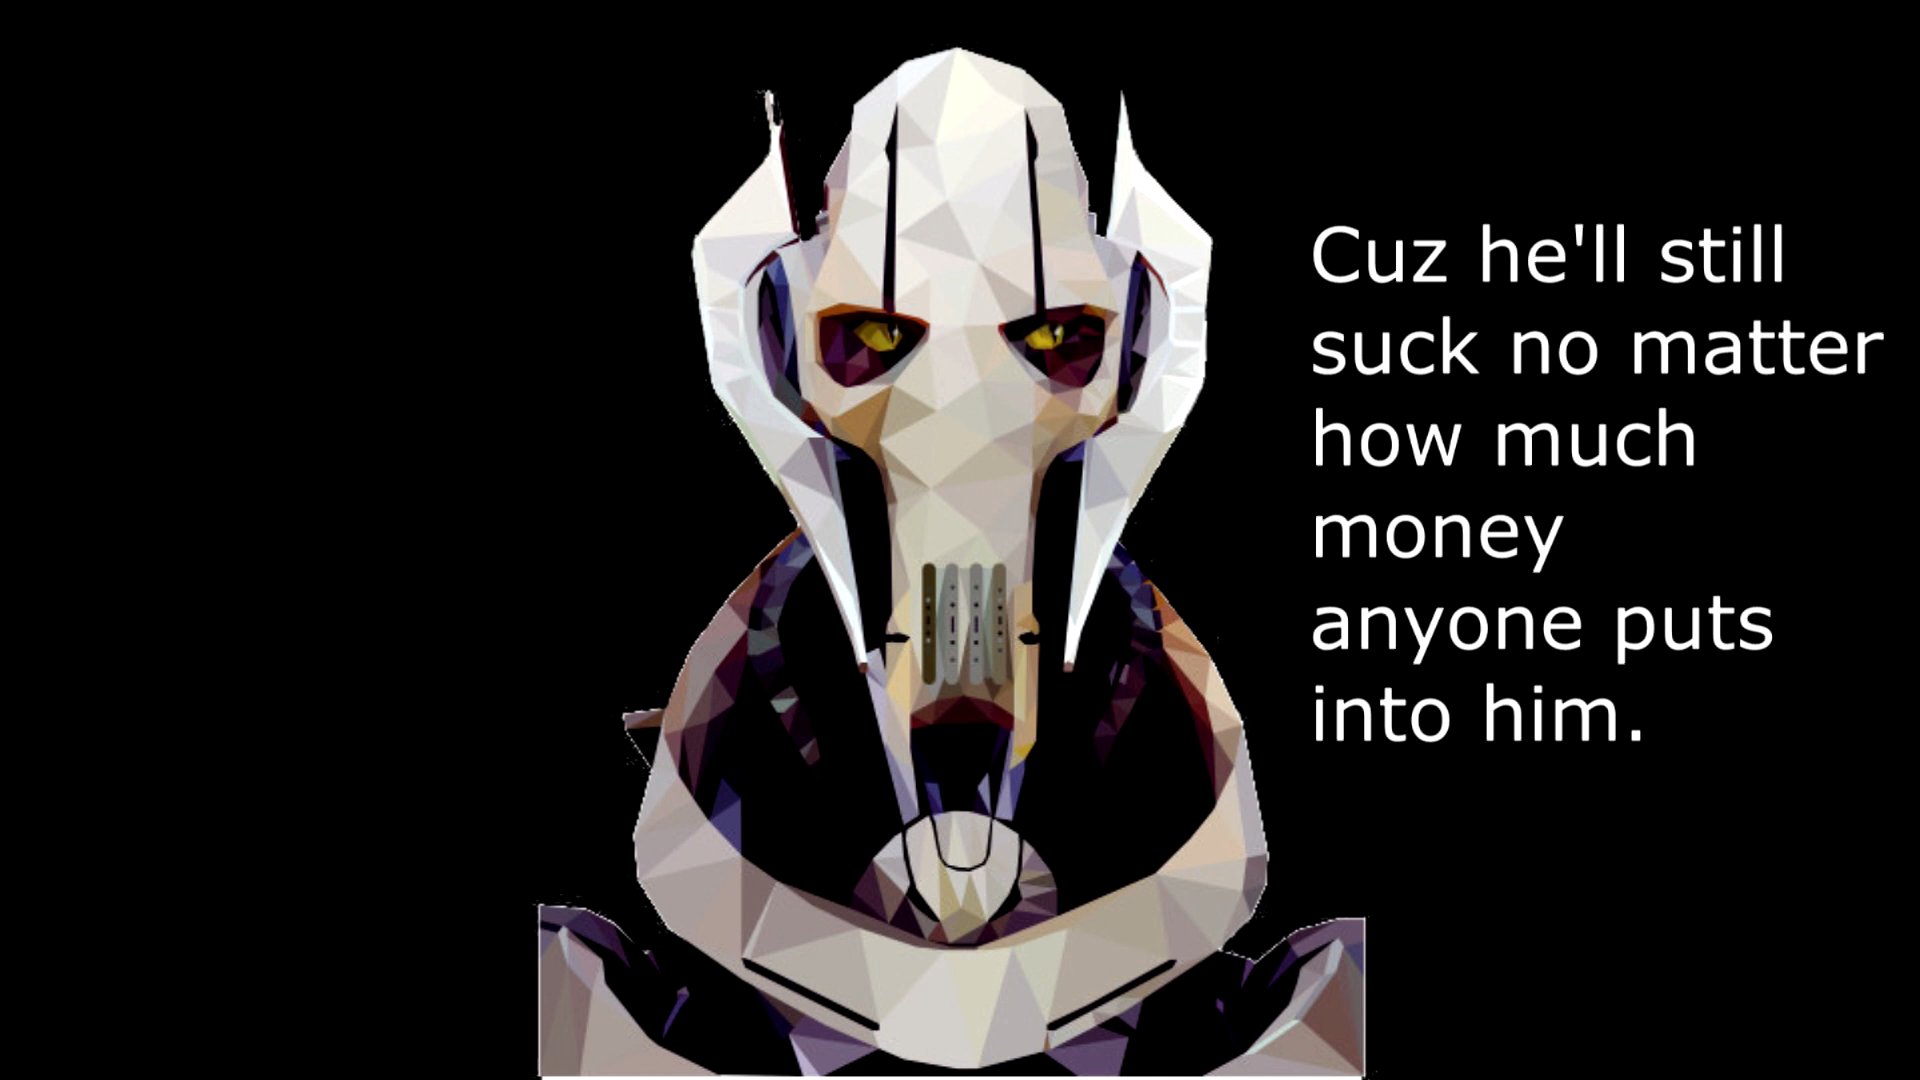 Cuz he'll still
suck no matter
how much
money
anyone puts
into him.